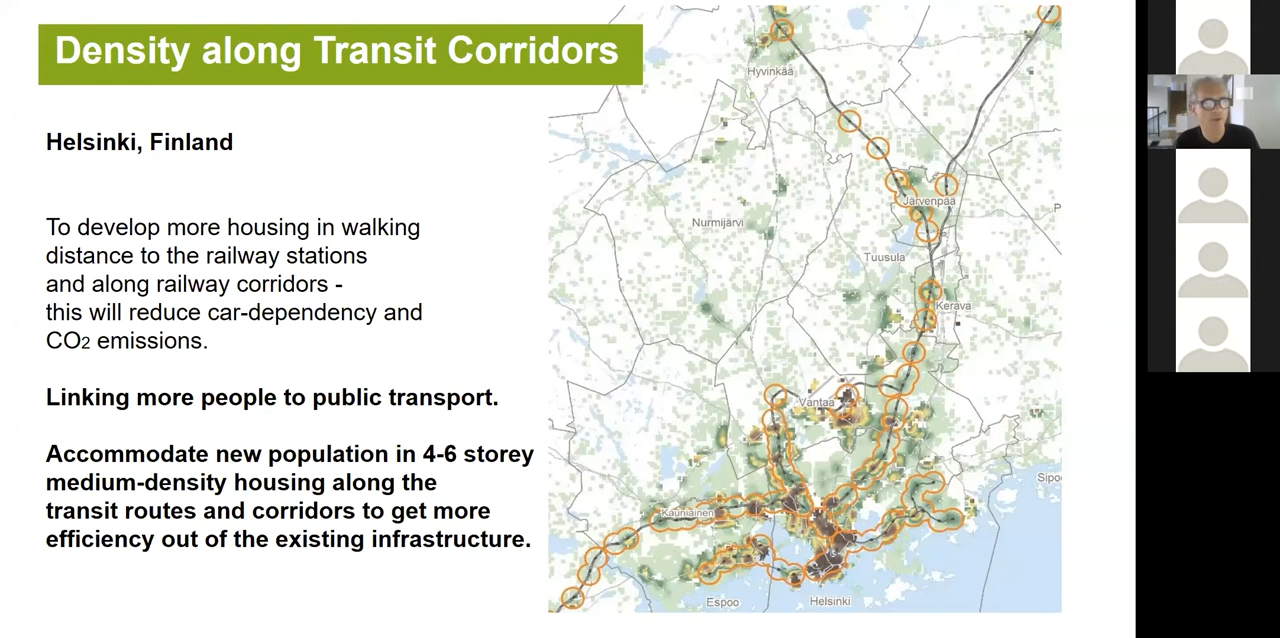 Density along Transit Corridors
Helsinki, Finland
To develop more housing in walking
distance to the railway stations
and along railway corridors -
this will reduce car-dependency and
CO2 emissions.
Linking more people to public transport.
Accommodate new population in 4-6 storey
medium-density housing along the
transit routes and corridors to get more
efficiency out of the existing infrastructure.
Hyvinkää
Järvenpää
P
Nurmijärvi
Tuusula
Kerava
Vantaa
Sipo
Kauniainen
Espoo
Helsinki